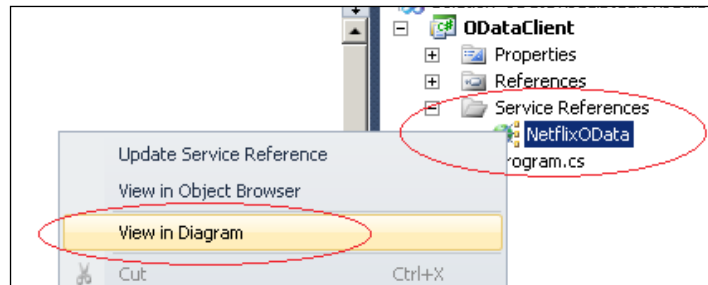 ODataClient
Properties
References
Service References
NetflixOData
rogram.cs
Update Service Reference
View in Object Browser
View in Diagram
Cut Ctrl+X